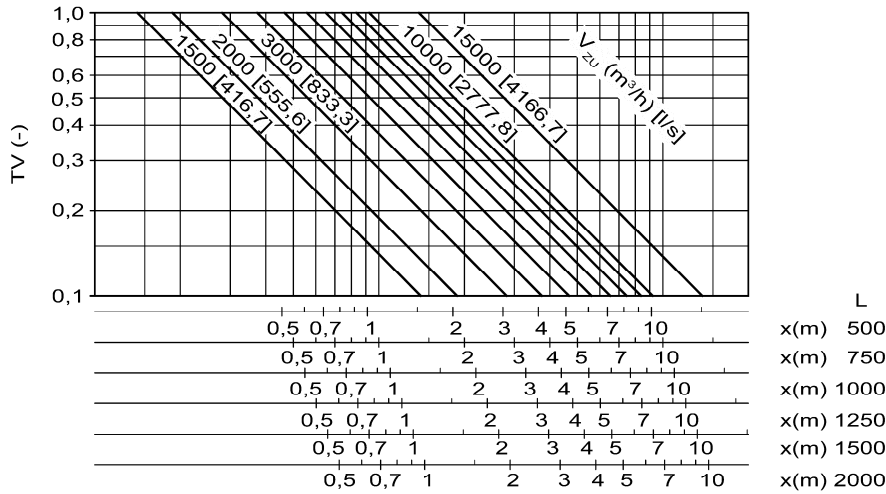 TV (-)
1,0
0,8
0,6
0,5
0,4
0,3
0,2
0,1
1500 [416,7]
2000 [555,6]
3000 [833,3]
10000 [2777,8]
15000 [4166,7]
V_ZU (m³/h) [l/s]
L
0,5 0,7 1 2 3 4 5 7 10 x(m) 500
0,5 0,7 1 2 3 4 5 7 10 x(m) 750
0,5 0,7 1 2 3 4 5 7 10 x(m) 1000
0,5 0,7 1 2 3 4 5 7 10 x(m) 1250
0,5 0,7 1 2 3 4 5 7 10 x(m) 1500
0,5 0,7 1 2 3 4 5 7 10 x(m) 2000